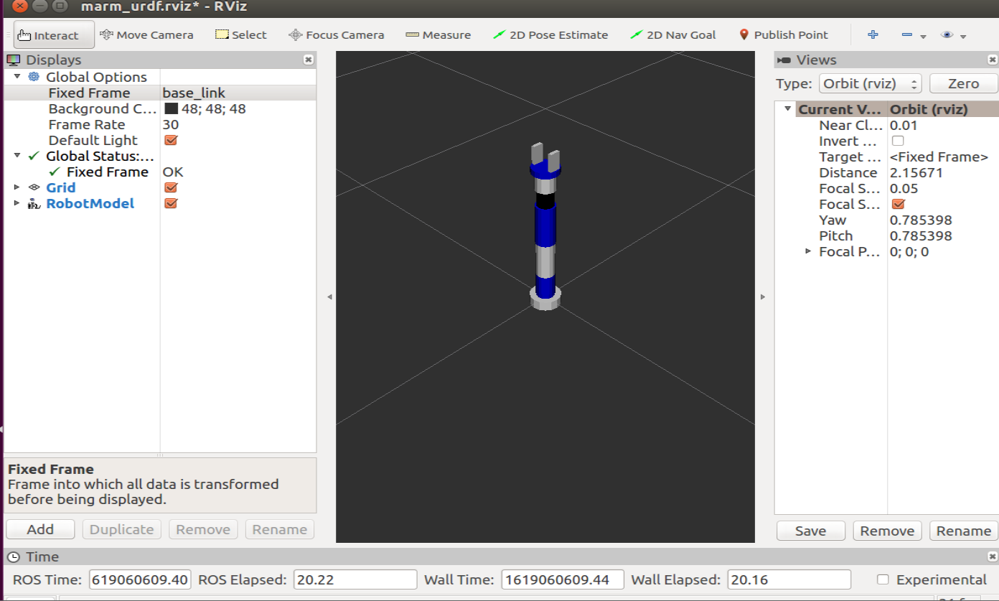 marm_urdf.rviz* - RViz
Interact Move Camera Select Focus Camera Measure 2D Pose Estimate 2D Nav Goal Publish Point
Displays
Global Options
Fixed Frame base_link
Background C... 48; 48; 48
Frame Rate 30
Default Light
Global Status:...
Fixed Frame OK
Grid
RobotModel
Fixed Frame
Frame into which all data is transformed
before being displayed.
Add Duplicate Remove Rename
Views
Type: Orbit (rviz) Zero
Current V... Orbit (rviz)
Near Cl... 0.01
Invert ...
Target ... <Fixed Frame>
Distance 2.15671
Focal S... 0.05
Focal S...
Yaw 0.785398
Pitch 0.785398
Focal P... 0; 0; 0
Save Remove Rename
Time
ROS Time: 619060609.40 ROS Elapsed: 20.22 Wall Time: 1619060609.44 Wall Elapsed: 20.16 Experimental